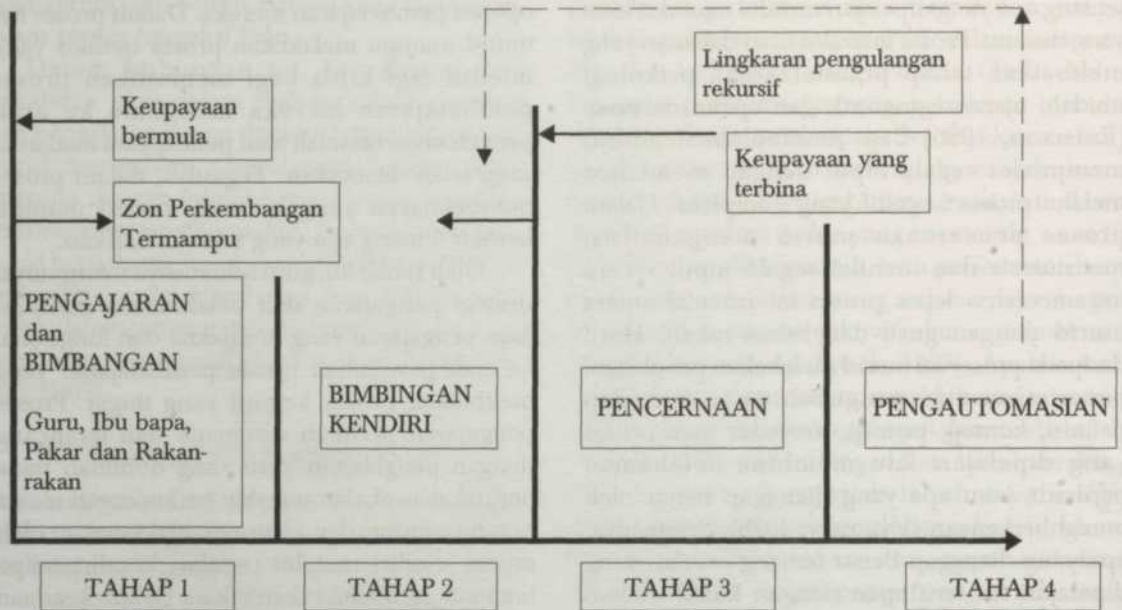 Lingkaran pengulangan
rekursif
Keupayaan
bermula
Keupayaan yang
terbina
Zon Perkembangan
Termampu
PENGAJARAN
dan
BIMBANGAN
Guru, Ibu bapa,
Pakar dan Rakan-
rakan
BIMBINGAN
KENDIRI
PENCERNAAN
PENGAUTOMASIAN
TAHAP 1
TAHAP 2
TAHAP 3
TAHAP 4